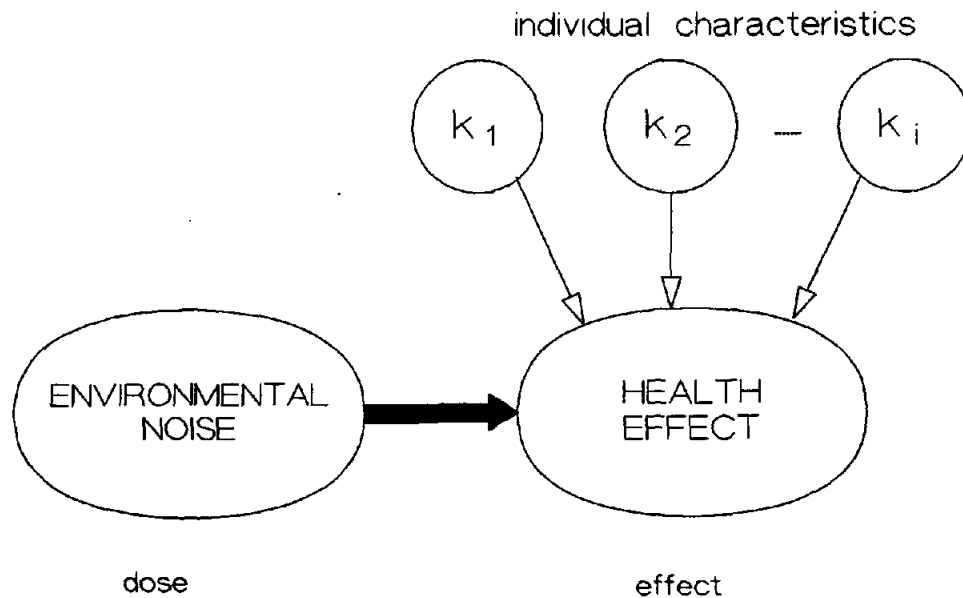 individual characteristics
k1 k2 – ki
ENVIRONMENTAL
NOISE
HEALTH
EFFECT
dose
effect